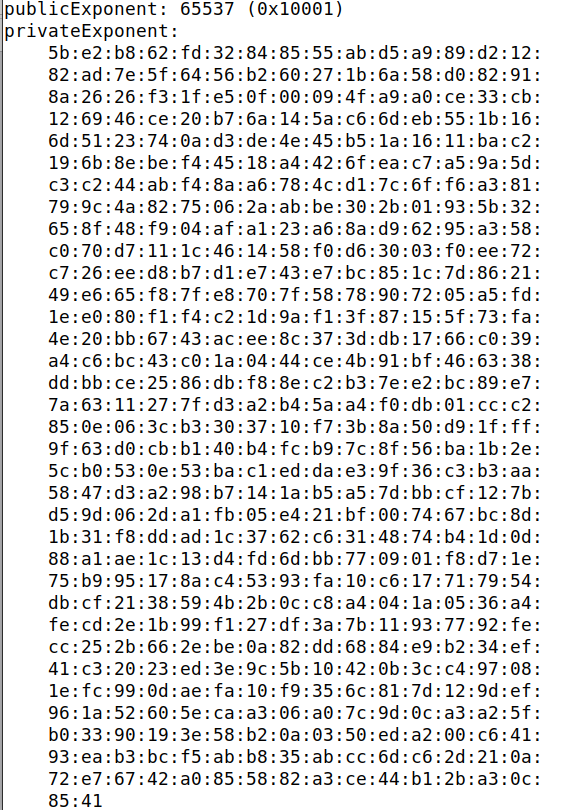 publicExponent: 65537 (0x10001)
privateExponent:
5b:e2:b8:62:fd:32:84:85:55:ab:d5:a9:89:d2:12:
82:ad:7e:5f:64:56:b2:60:27:1b:6a:58:d0:82:91:
8a:26:26:f3:1f:e5:0f:00:09:4f:a9:a0:ce:33:cb:
12:69:46:ce:20:b7:6a:14:5a:c6:6d:eb:55:1b:16:
6d:51:23:74:0a:d3:de:4e:45:b5:1a:16:11:ba:c2:
19:6b:8e:be:f4:45:18:a4:42:6f:ea:c7:a5:9a:5d:
c3:c2:44:ab:f4:8a:a6:78:4c:d1:7c:6f:f6:a3:81:
79:9c:4a:82:75:06:2a:ab:be:30:2b:01:93:5b:32:
65:8f:48:f9:04:af:a1:23:a6:8a:d9:62:95:a3:58:
c0:70:d7:11:1c:46:14:58:f0:d6:30:03:f0:ee:72:
c7:26:ee:d8:b7:d1:e7:43:e7:bc:85:1c:7d:86:21:
49:e6:65:f8:7f:e8:70:7f:58:78:90:72:05:a5:fd:
1e:e0:80:f1:f4:c2:1d:9a:f1:3f:87:15:5f:73:fa:
4e:20:bb:67:43:ac:ee:8c:37:3d:db:17:66:c0:39:
a4:c6:bc:43:c0:1a:04:44:ce:4b:91:bf:46:63:38:
dd:bb:ce:25:86:db:f8:8e:c2:b3:7e:e2:bc:89:e7:
7a:63:11:27:7f:d3:a2:b4:5a:a4:f0:db:01:cc:c2:
85:0e:06:3c:b3:30:37:10:f7:3b:8a:50:d9:1f:ff:
9f:63:d0:cb:b1:40:b4:fc:b9:7c:8f:56:ba:1b:2e:
5c:b0:53:0e:53:ba:c1:ed:da:e3:9f:36:c3:b3:aa:
58:47:d3:a2:98:b7:14:1a:b5:a5:7d:bb:cf:12:7b:
d5:9d:06:2d:a1:fb:05:e4:21:bf:00:74:67:bc:8d:
1b:31:f8:dd:ad:1c:37:62:c6:31:48:74:b4:1d:0d:
88:a1:ae:1c:13:d4:fd:6d:bb:77:09:01:f8:d7:1e:
75:b9:95:17:8a:c4:53:93:fa:10:c6:17:71:79:54:
db:cf:21:38:59:4b:2b:0c:c8:a4:04:1a:05:36:a4:
fe:cd:2e:1b:99:f1:27:df:3a:7b:11:93:77:92:fe:
cc:25:2b:66:2e:be:0a:82:dd:68:84:e9:b2:34:ef:
41:c3:20:23:ed:3e:9c:5b:10:42:0b:3c:c4:97:08:
1e:fc:99:0d:ae:fa:10:f9:35:6c:81:7d:12:9d:ef:
96:1a:52:60:5e:ca:a3:06:a0:7c:9d:0c:a3:a2:5f:
b0:33:90:19:3e:58:b2:0a:03:50:ed:a2:00:c6:41:
93:ea:b3:bc:f5:ab:b8:35:ab:cc:6d:c6:2d:21:0a:
72:e7:67:42:a0:85:58:82:a3:ce:44:b1:2b:a3:0c:
85:41